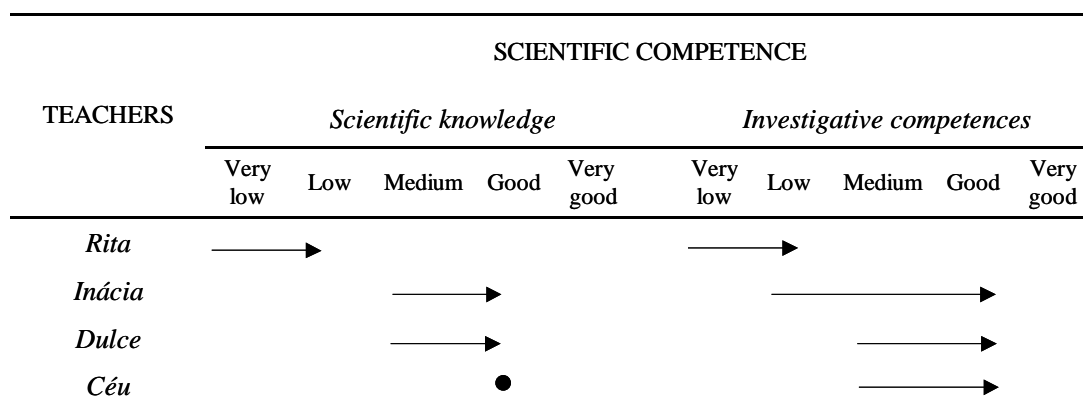 SCIENTIFIC COMPETENCE
TEACHERS
Scientific knowledge Investigative competences
Very low Low Medium Good Very good Very low Low Medium Good Very good
Rita
Inácia
Dulce
Céu